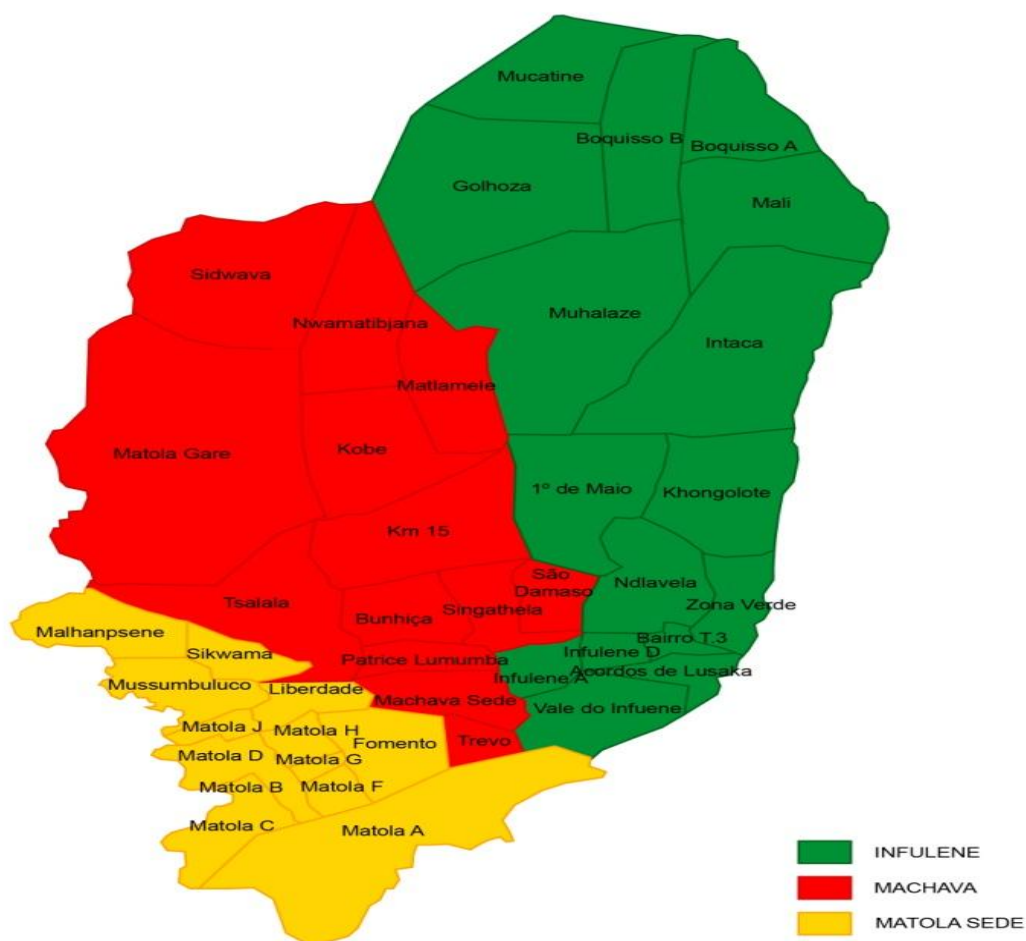 Mucatine
Boquisso B
Boquisso A
Golhoza
Mali
Sidwava
Nwamatibjana
Muhalaze
Intaca
Matlamele
Matola Gare
Kobe
1º de Maio
Khongolote
Km 15
São
Damaso
Ndlavela
Tsalala
Bunhiça
Singathela
Zona Verde
Malhanpsene
Sikwama
Patrice Lumumba
Infulene D
Bairro T.3
Acordos de Lusaka
Infulene A
Mussumbuluco
Liberdade
Machava Sede
Vale do Infuene
Matola J
Matola H
Fomento
Trevo
Matola D
Matola G
Matola B
Matola F
Matola C
Matola A
INFULENE
MACHAVA
MATOLA SEDE